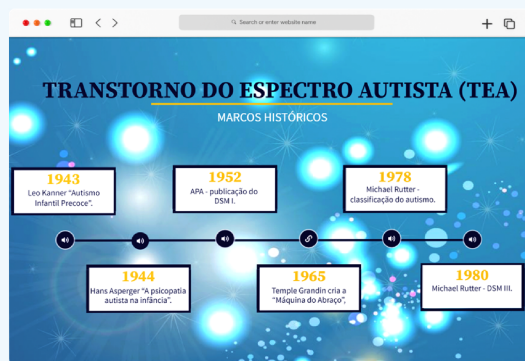 Search or enter website name
TRANSTORNO DO ESPECTRO AUTISTA (TEA)
MARCOS HISTÓRICOS
1943
Leo Kanner “Autismo
Infantil Precoce”.
1952
APA - publicação do
DSM I.
1978
Michael Rutter -
classificação do autismo.
1944
Hans Asperger “A psicopatia
autista na infância”.
1965
Temple Grandin cria a
“Máquina do Abraço”,
1980
Michael Rutter - DSM III.